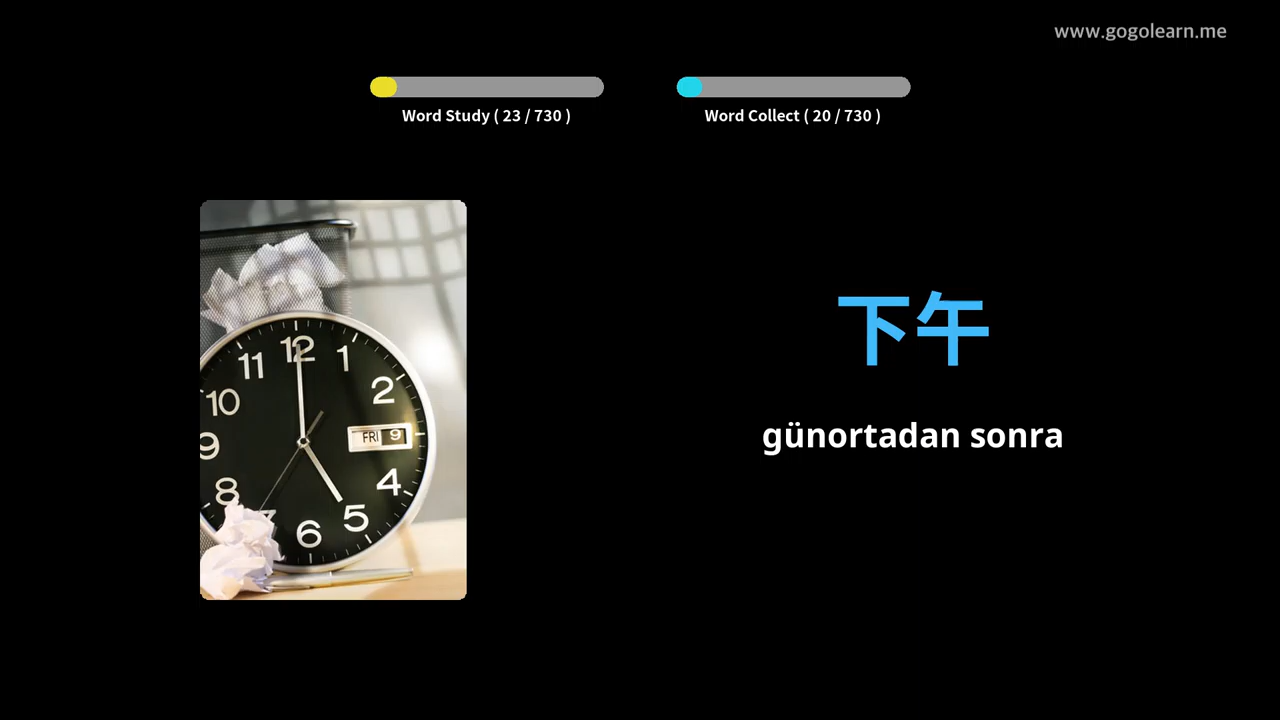 www.gogolearn.me
Word Study ( 23 / 730 )
Word Collect ( 20 / 730 )
下午
günortadan sonra
12
1
2
FRI 9
4
5
6
7
8
9
10
11